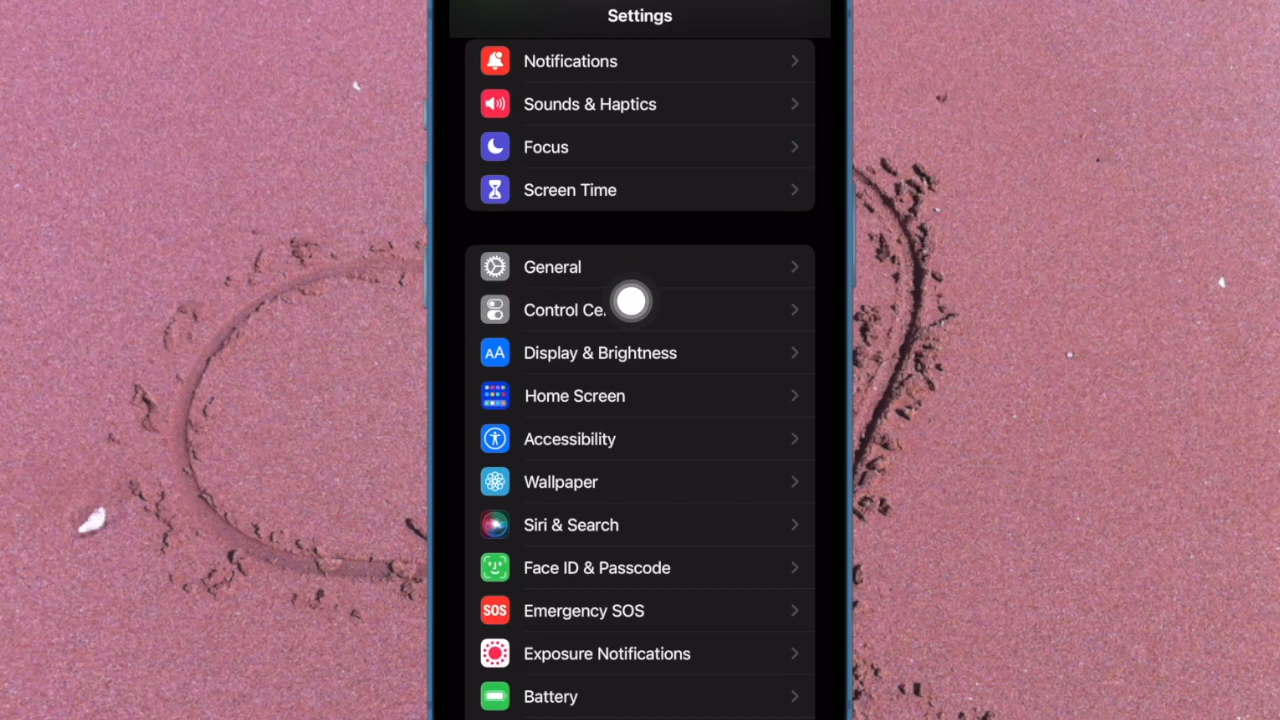 Settings
Notifications
Sounds & Haptics
Focus
Screen Time
General
Control Ce
AA Display & Brightness
Home Screen
Accessibility
Wallpaper
Siri & Search
Face ID & Passcode
SOS Emergency SOS
Exposure Notifications
Battery